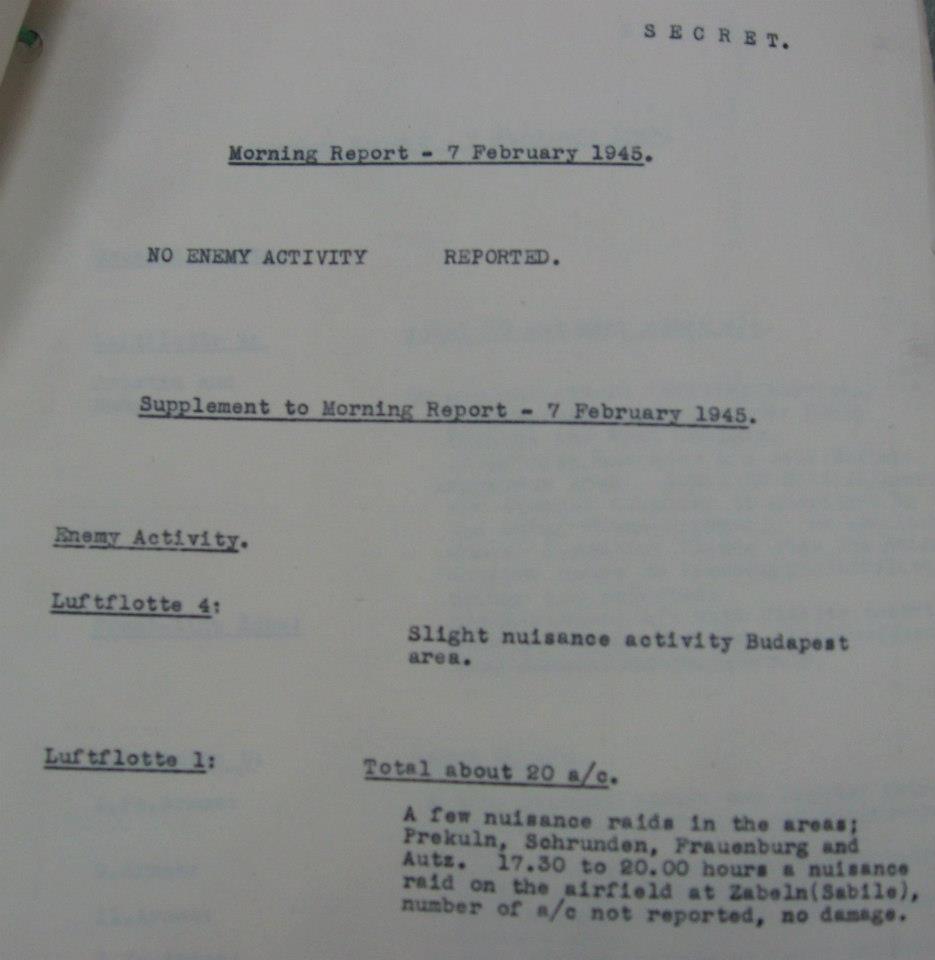 S E C R E T.
Morning Report - 7 February 1945.
NO ENEMY ACTIVITY REPORTED.
Supplement to Morning Report - 7 February 1945.
Enemy Activity.
Luftflotte 4:
Slight nuisance activity Budapest
area.
Luftflotte 1:
Total about 20 a/c.
A few nuisance raids in the areas;
Prekuln, Schrunden, Frauenburg and
Autz. 17.30 to 20.00 hours a nuisance
raid on the airfield at Zabeln(Sabile),
number of a/c not reported, no damage.